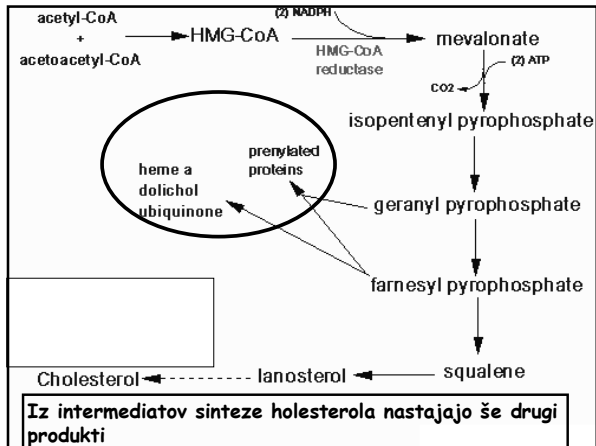 acetyl-CoA
+
acetoacetyl-CoA
HMG-CoA
(2) NADPH
HMG-CoA
reductase
mevalonate
(2) ATP
CO2
isopentenyl pyrophosphate
prenylated
proteins
heme a
dolichol
ubiquinone
geranyl pyrophosphate
farnesyl pyrophosphate
squalene
lanosterol
Cholesterol
Iz intermediatov sinteze holesterola nastajajo še drugi
produkti